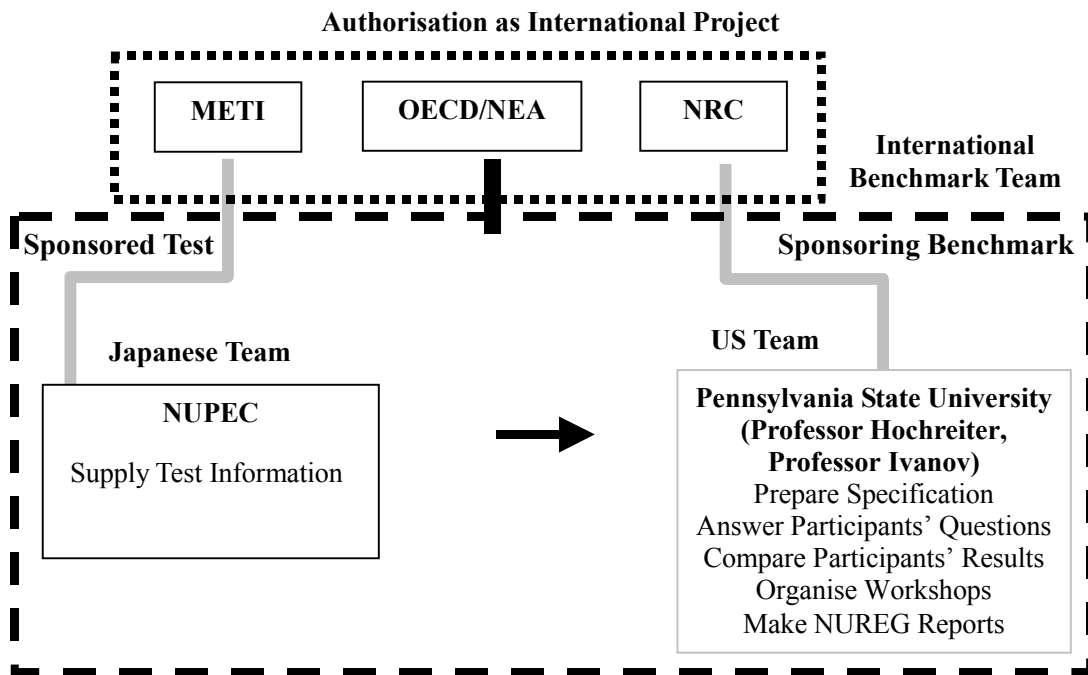 Authorisation as International Project
METI
OECD/NEA
NRC
International
Benchmark Team
Sponsored Test
Sponsoring Benchmark
Japanese Team
US Team
NUPEC
Supply Test Information
Pennsylvania State University
(Professor Hochreiter,
Professor Ivanov)
Prepare Specification
Answer Participants’ Questions
Compare Participants’ Results
Organise Workshops
Make NUREG Reports